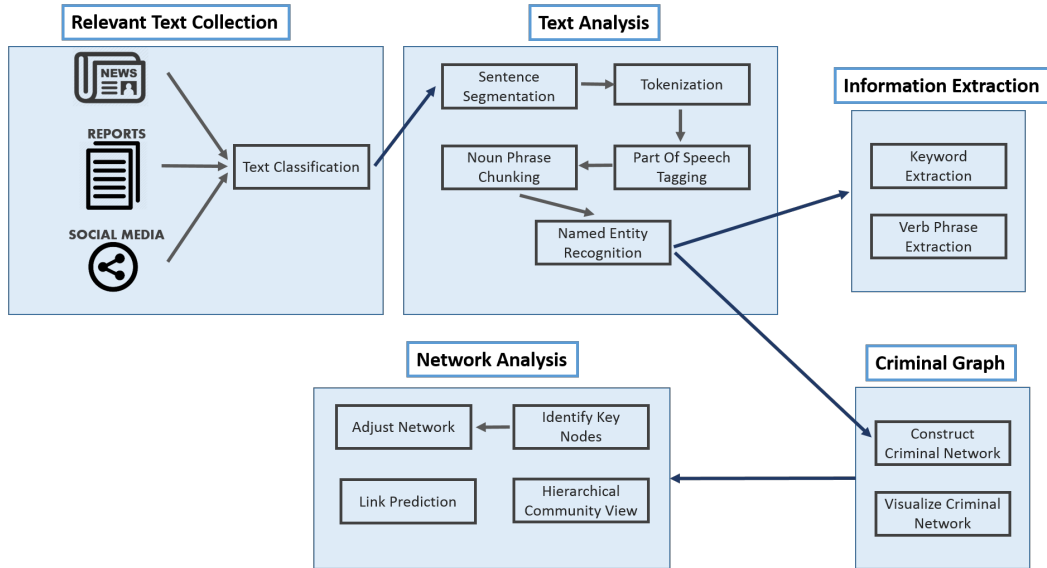 Relevant Text Collection
NEWS
REPORTS
SOCIAL MEDIA
Text Classification
Text Analysis
Sentence
Segmentation
Tokenization
Part Of Speech
Tagging
Noun Phrase
Chunking
Named Entity
Recognition
Information Extraction
Keyword
Extraction
Verb Phrase
Extraction
Criminal Graph
Construct
Criminal Network
Visualize Criminal
Network
Network Analysis
Identify Key
Nodes
Adjust Network
Link Prediction
Hierarchical
Community View